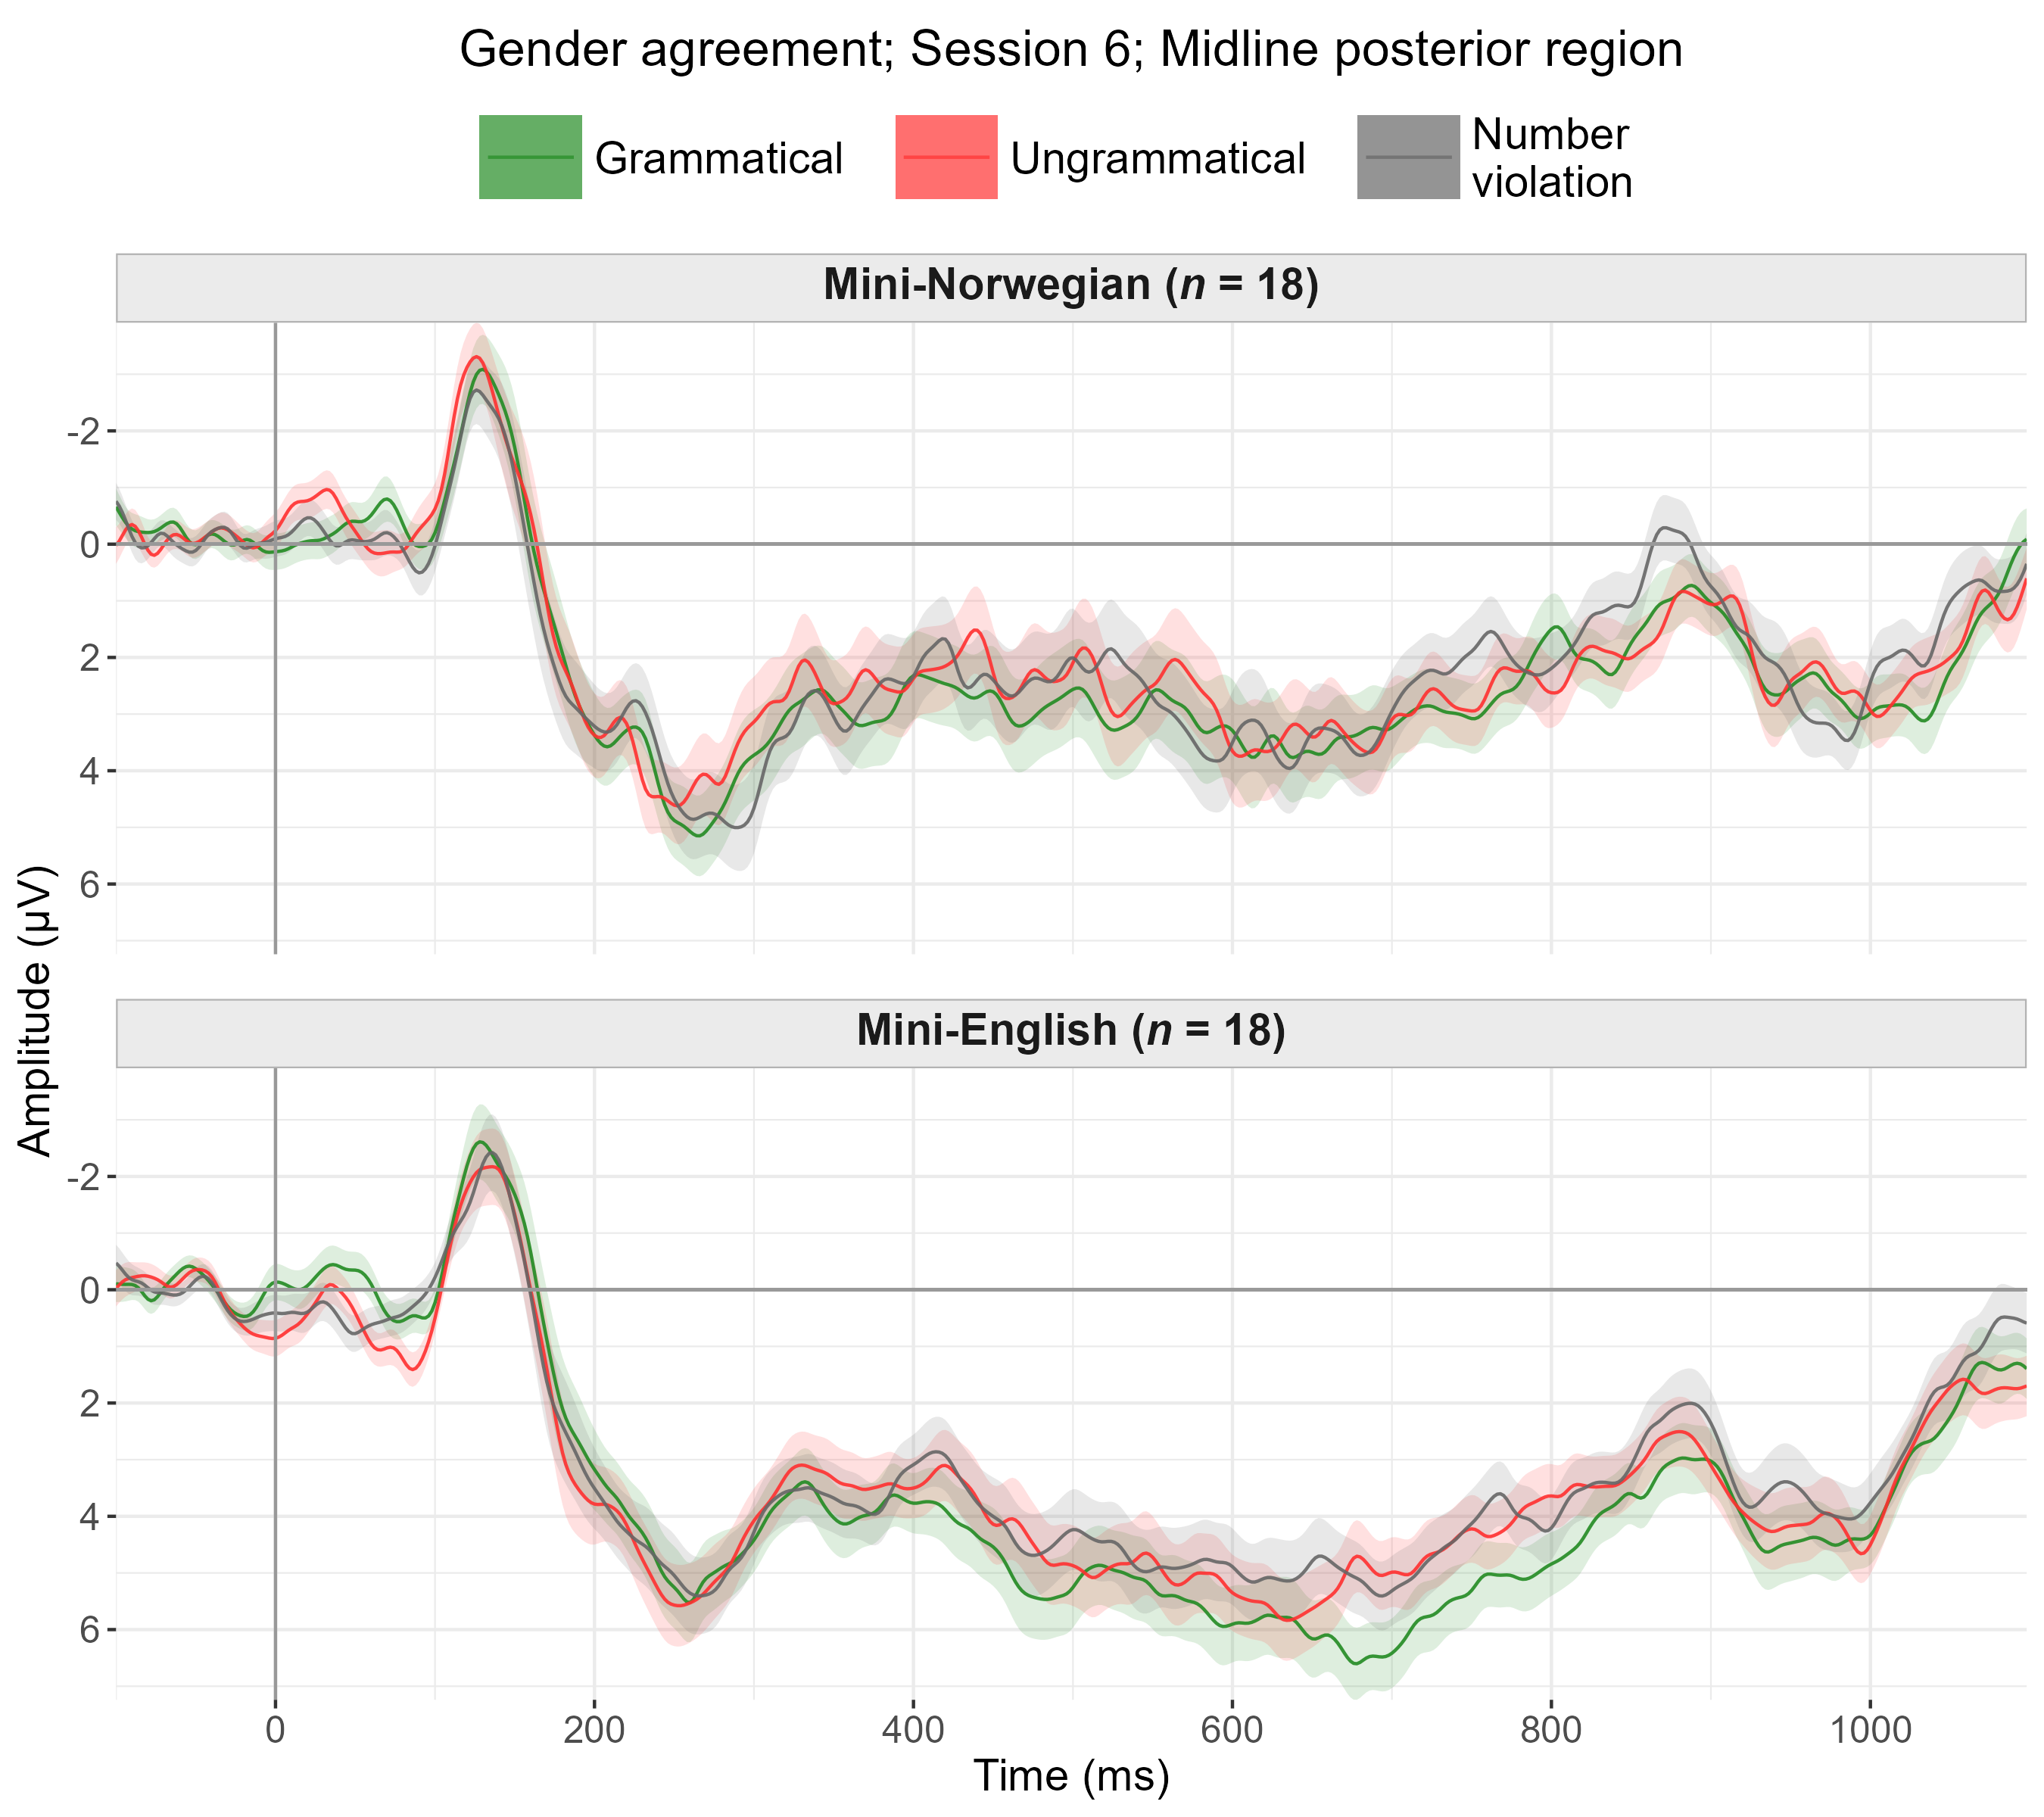 Gender agreement; Session 6; Midline posterior region
Grammatical
Ungrammatical
Number
violation
Mini-Norwegian (n = 18)
-2
0
2
4
6
Amplitude (µV)
Mini-English (n = 18)
-2
0
2
4
6
0 200 400 600 800 1000
Time (ms)